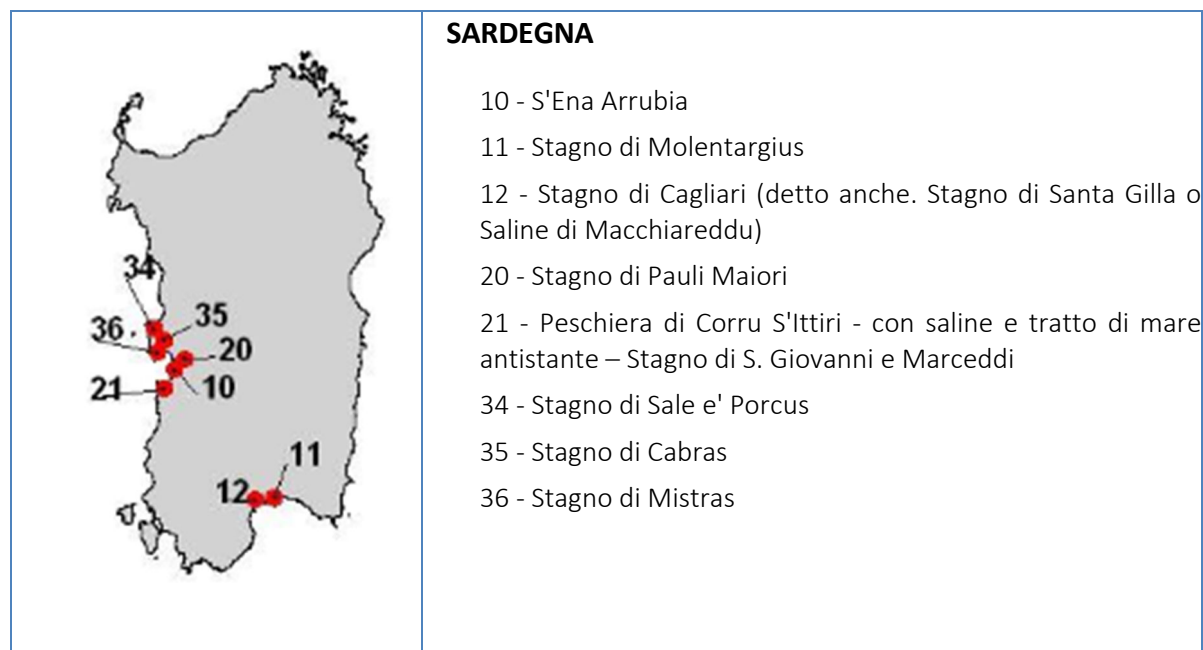 SARDEGNA
10 - S'Ena Arrubia
11 - Stagno di Molentargius
12 - Stagno di Cagliari (detto anche. Stagno di Santa Gilla o
Saline di Macchiareddu)
20 - Stagno di Pauli Maiori
21 - Peschiera di Corru S'Ittiri - con saline e tratto di mare
antistante – Stagno di S. Giovanni e Marceddi
34 - Stagno di Sale e' Porcus
35 - Stagno di Cabras
36 - Stagno di Mistras
34
36.
35
20
21
10
11
12